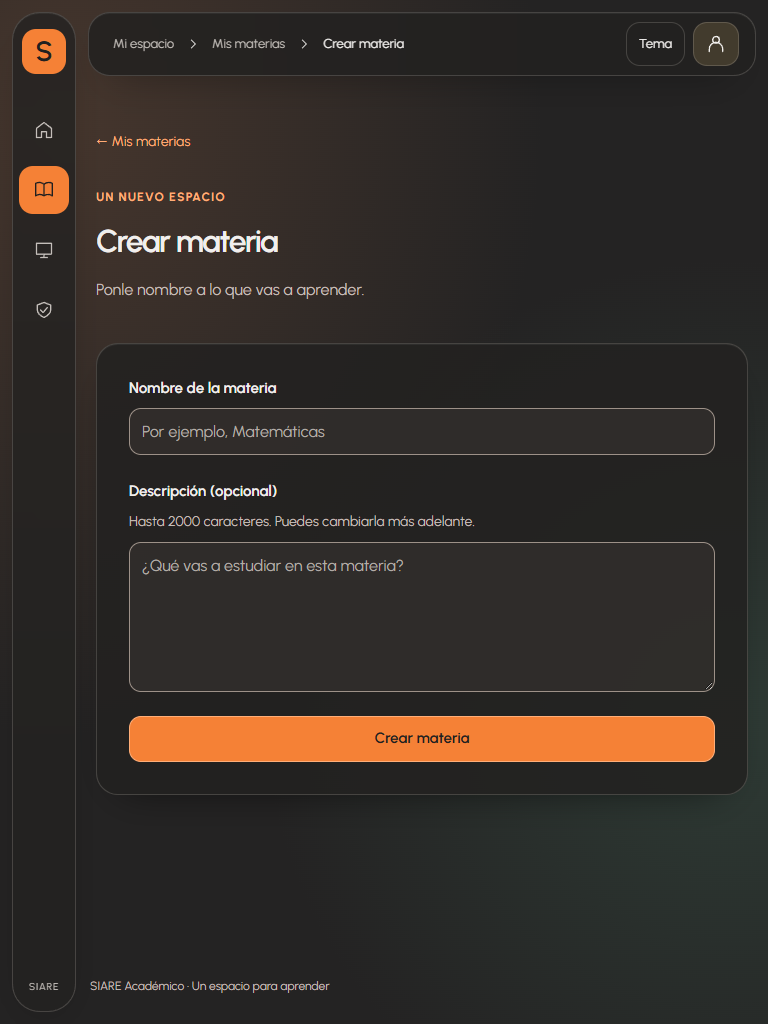 S
Mi espacio > Mis materias > Crear materia
Tema
← Mis materias
UN NUEVO ESPACIO
Crear materia
Ponle nombre a lo que vas a aprender.
Nombre de la materia
Por ejemplo, Matemáticas
Descripción (opcional)
Hasta 2000 caracteres. Puedes cambiarla más adelante.
¿Qué vas a estudiar en esta materia?
Crear materia
SIARE
SIARE Académico · Un espacio para aprender